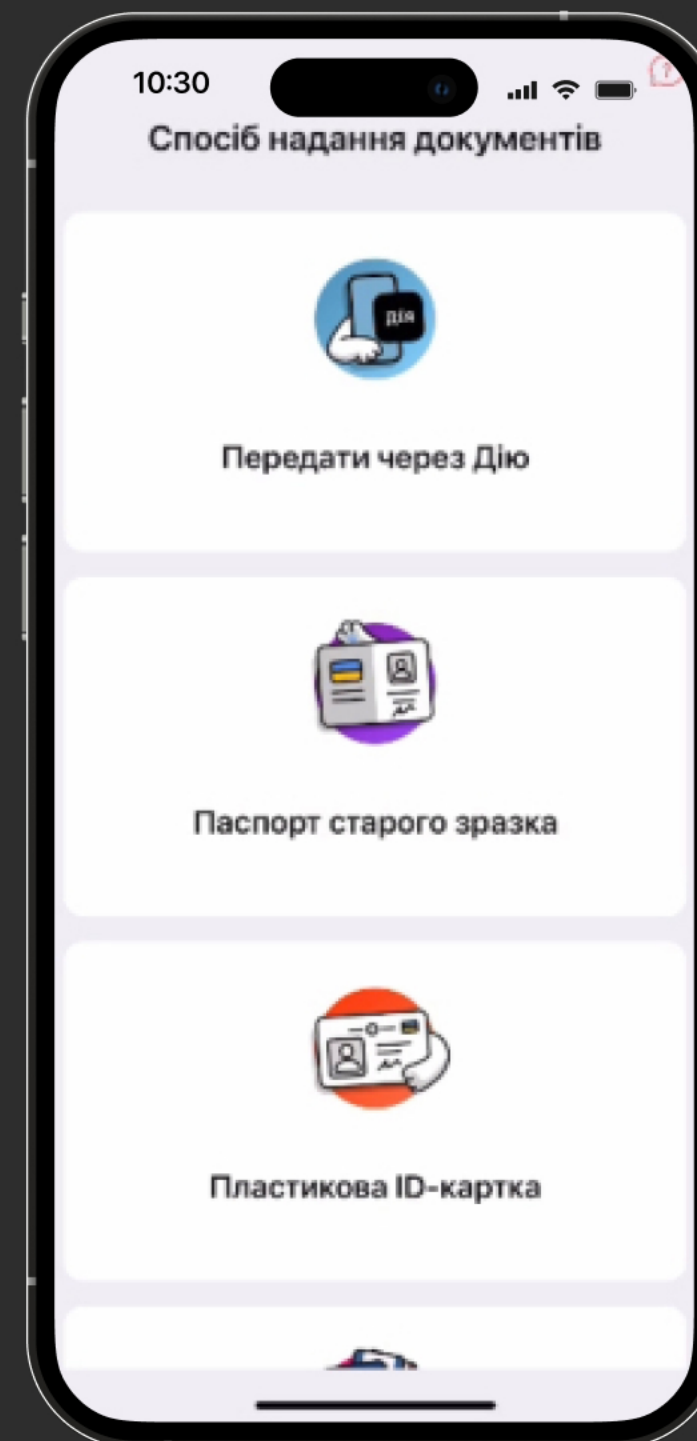 10:30
Спосіб надання документів
Дія
Передати через Дію
Паспорт старого зразка
Пластикова ID-картка